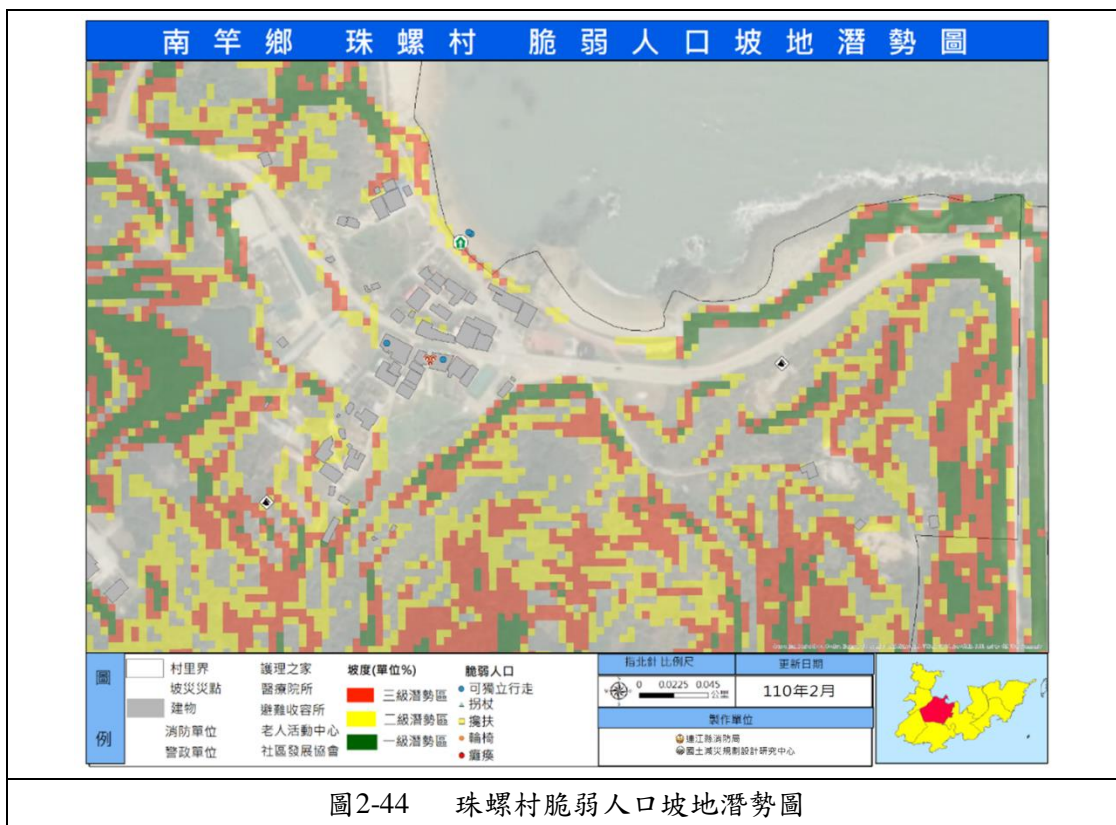 南竿鄉 珠螺村 脆弱人口坡地潛勢圖
圖例
村里界
坡災災點
建物
消防單位
警政單位
護理之家
醫療院所
避難收容所
老人活動中心
社區發展協會
坡度(單位%)
三級潛勢區
二級潛勢區
一級潛勢區
脆弱人口
可獨立行走
拐杖
攙扶
輪椅
癱瘓
指北針 比例尺
0 0.0225 0.045
公里
更新日期
110年2月
製作單位
連江縣消防局
國土減災規劃設計研究中心
圖2-44 珠螺村脆弱人口坡地潛勢圖